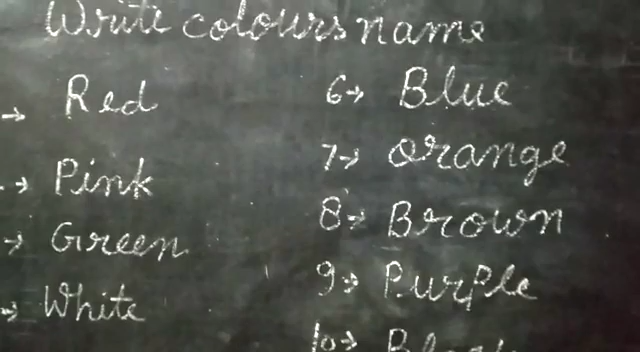 Write colours name
→ Red
→ Pink
→ Green
→ White
6→ Blue
7→ Orange
8→ Brown
9→ Purple
10→